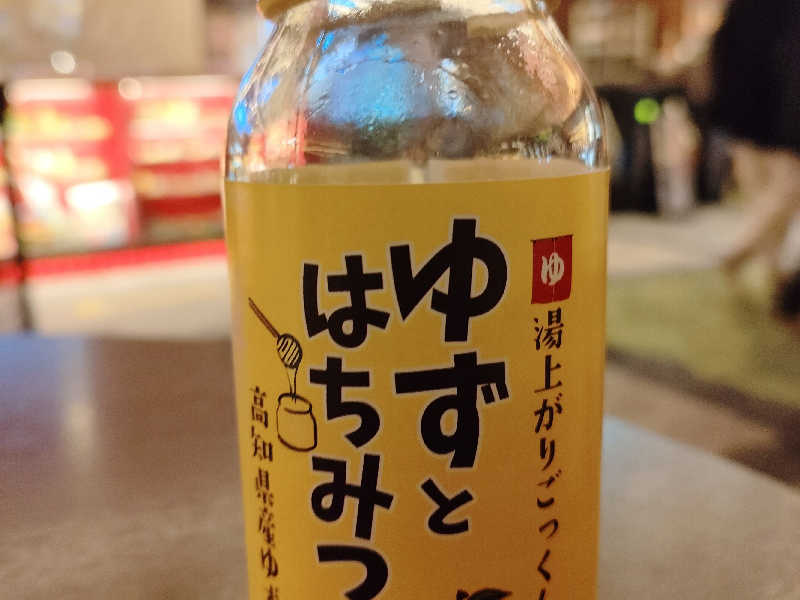 ゆ
湯上がりごっくん
ゆずと
はちみつ
高知県産ゆ